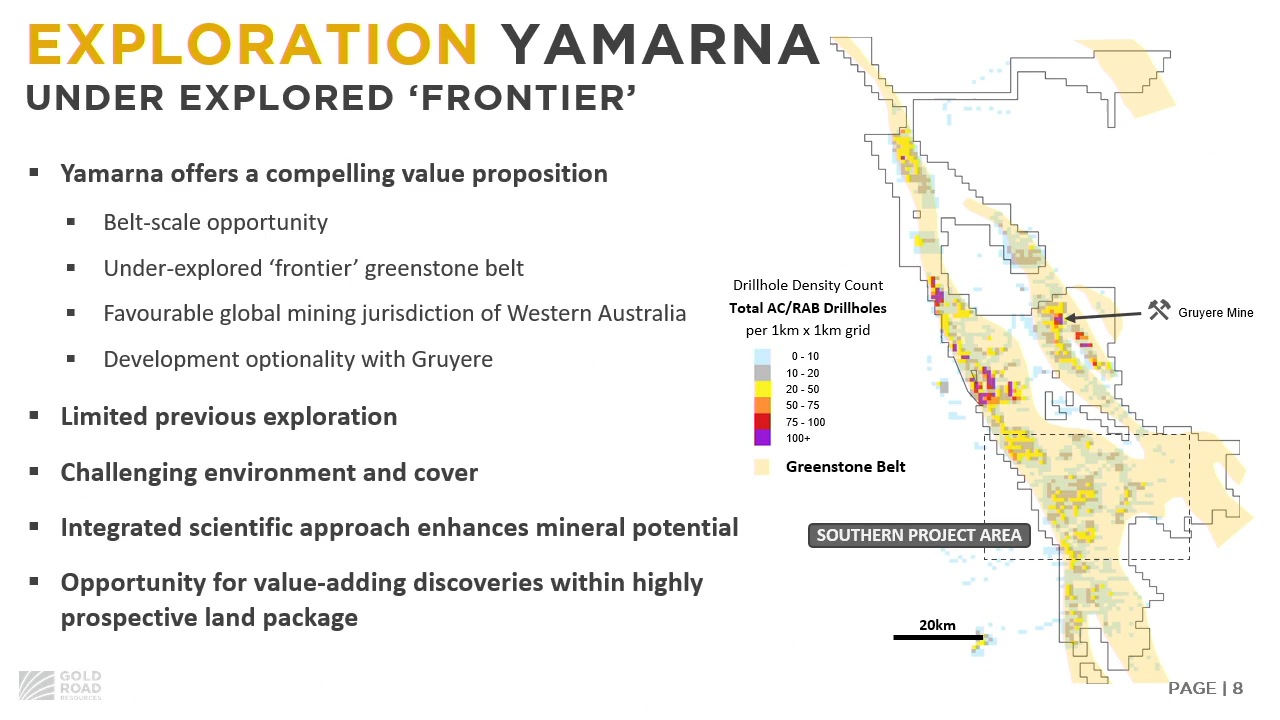 EXPLORATION YAMARNA
UNDER EXPLORED ‘FRONTIER’
▪ Yamarna offers a compelling value proposition
▪ Belt-scale opportunity
▪ Under-explored ‘frontier’ greenstone belt
▪ Favourable global mining jurisdiction of Western Australia
▪ Development optionality with Gruyere
▪ Limited previous exploration
▪ Challenging environment and cover
▪ Integrated scientific approach enhances mineral potential
▪ Opportunity for value-adding discoveries within highly
prospective land package
Drillhole Density Count
Total AC/RAB Drillholes
per 1km x 1km grid
0 - 10
10 - 20
20 - 50
50 - 75
75 - 100
100+
Greenstone Belt
Gruyere Mine
SOUTHERN PROJECT AREA
20km
GOLD
ROAD
RESOURCES
PAGE | 8